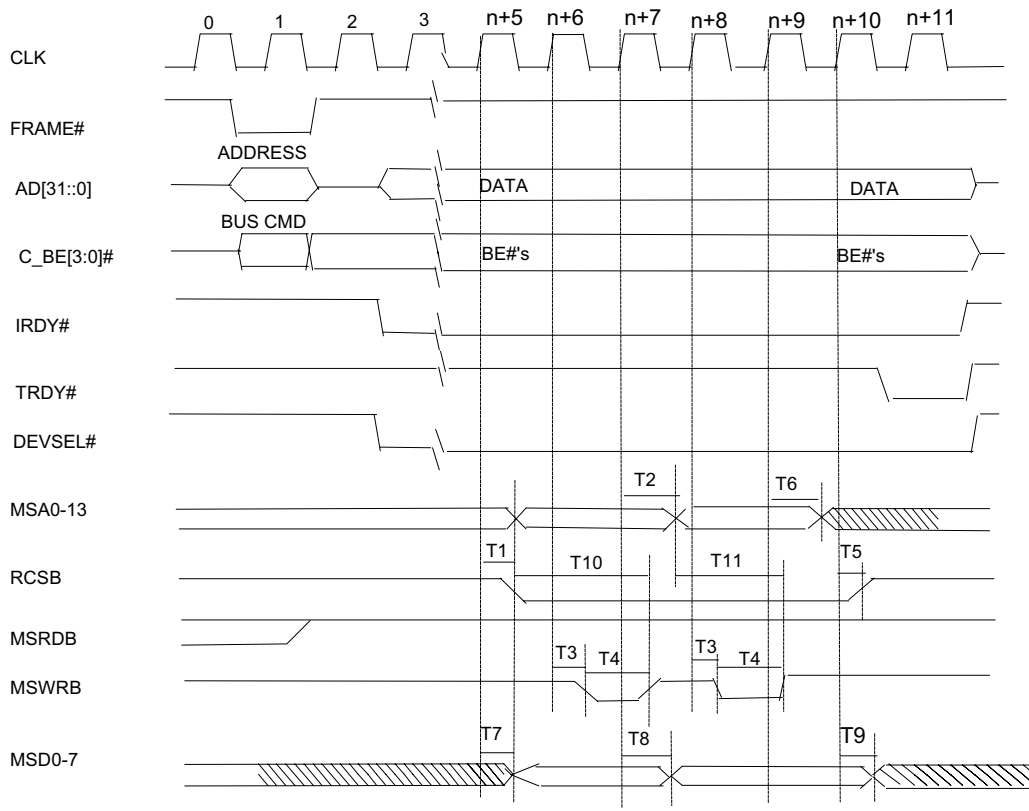 0 1 2 3 n+5 n+6 n+7 n+8 n+9 n+10 n+11
CLK
FRAME#
ADDRESS
AD[31::0] DATA DATA
BUS CMD
C_BE[3:0]# BE#'s BE#'s
IRDY#
TRDY#
DEVSEL#
T2 T6
MSA0-13
T1 T10 T11 T5
RCSB
MSRDB
T3 T4 T3 T4
MSWRB
T7 T8 T9
MSD0-7